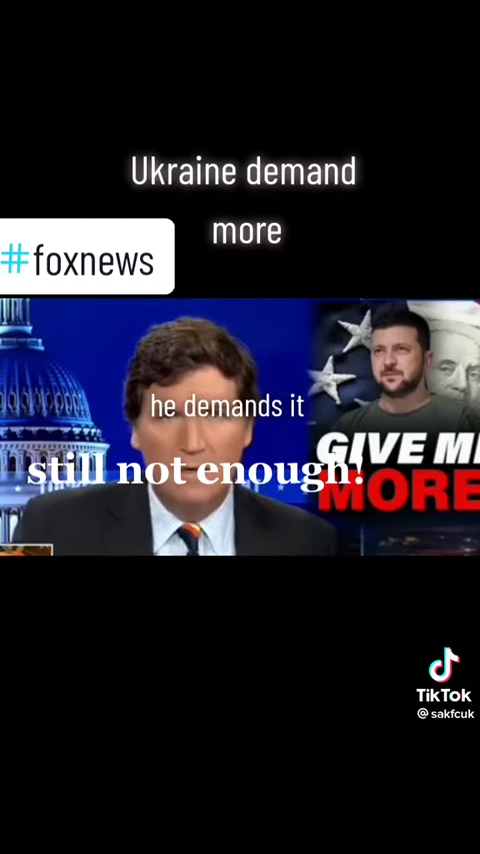 Ukraine demand
more
#foxnews
he demands it
still not enough!
GIVE ME
MORE
TikTok
@sakfcuk